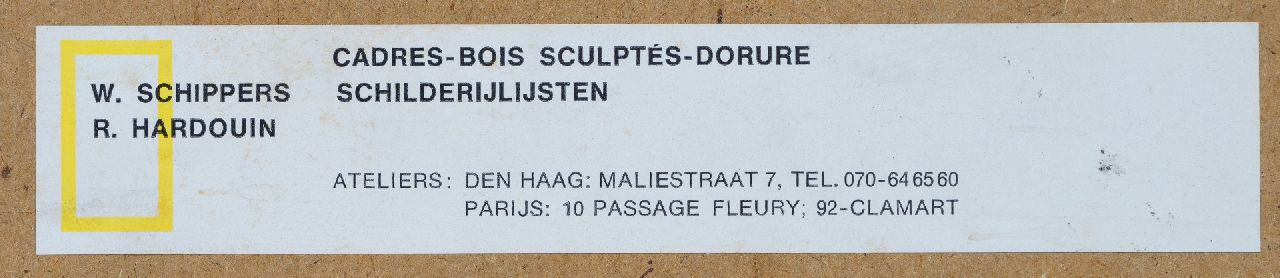 CADRES-BOIS SCULPTÉS-DORURE
W. SCHIPPERS SCHILDERIJLIJSTEN
R. HARDOUIN
ATELIERS: DEN HAAG: MALIESTRAAT 7, TEL. 070-646560
PARIJS: 10 PASSAGE FLEURY; 92-CLAMART